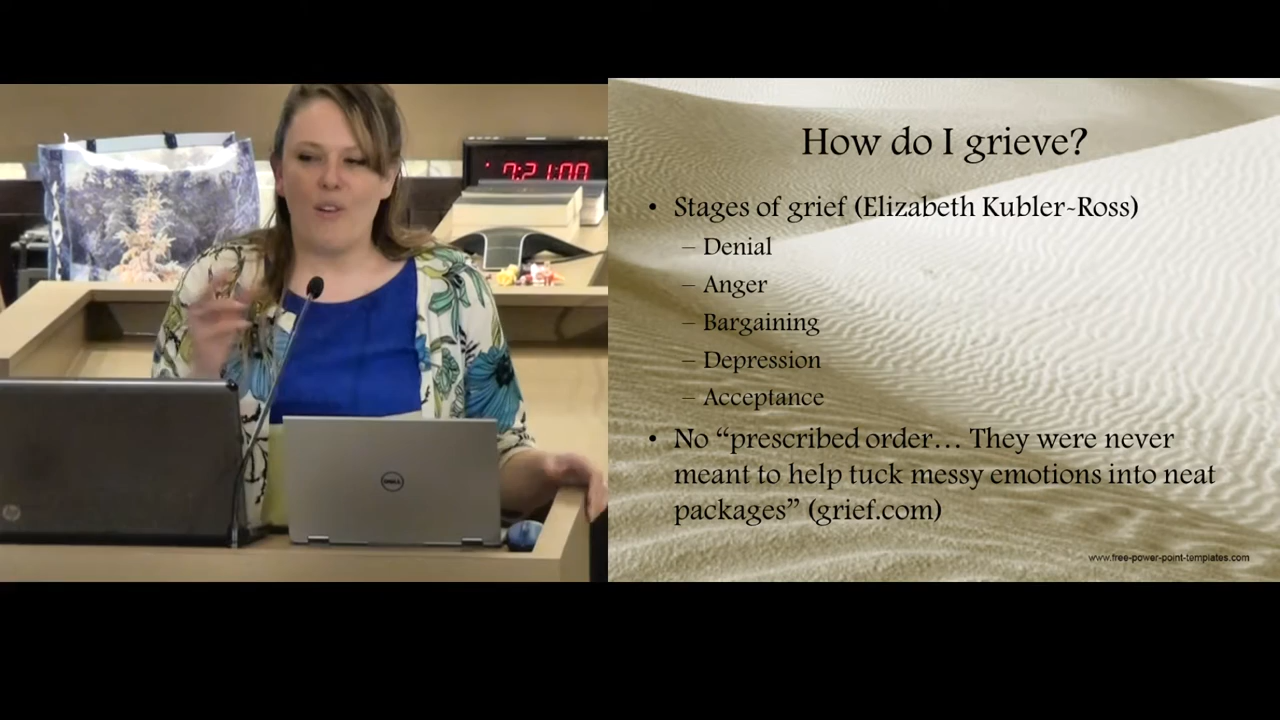 7:21:00
DELL
How do I grieve?
• Stages of grief (Elizabeth Kubler-Ross)
– Denial
– Anger
– Bargaining
– Depression
– Acceptance
• No “prescribed order… They were never
meant to help tuck messy emotions into neat
packages” (grief.com)
www.free-power-point-templates.com